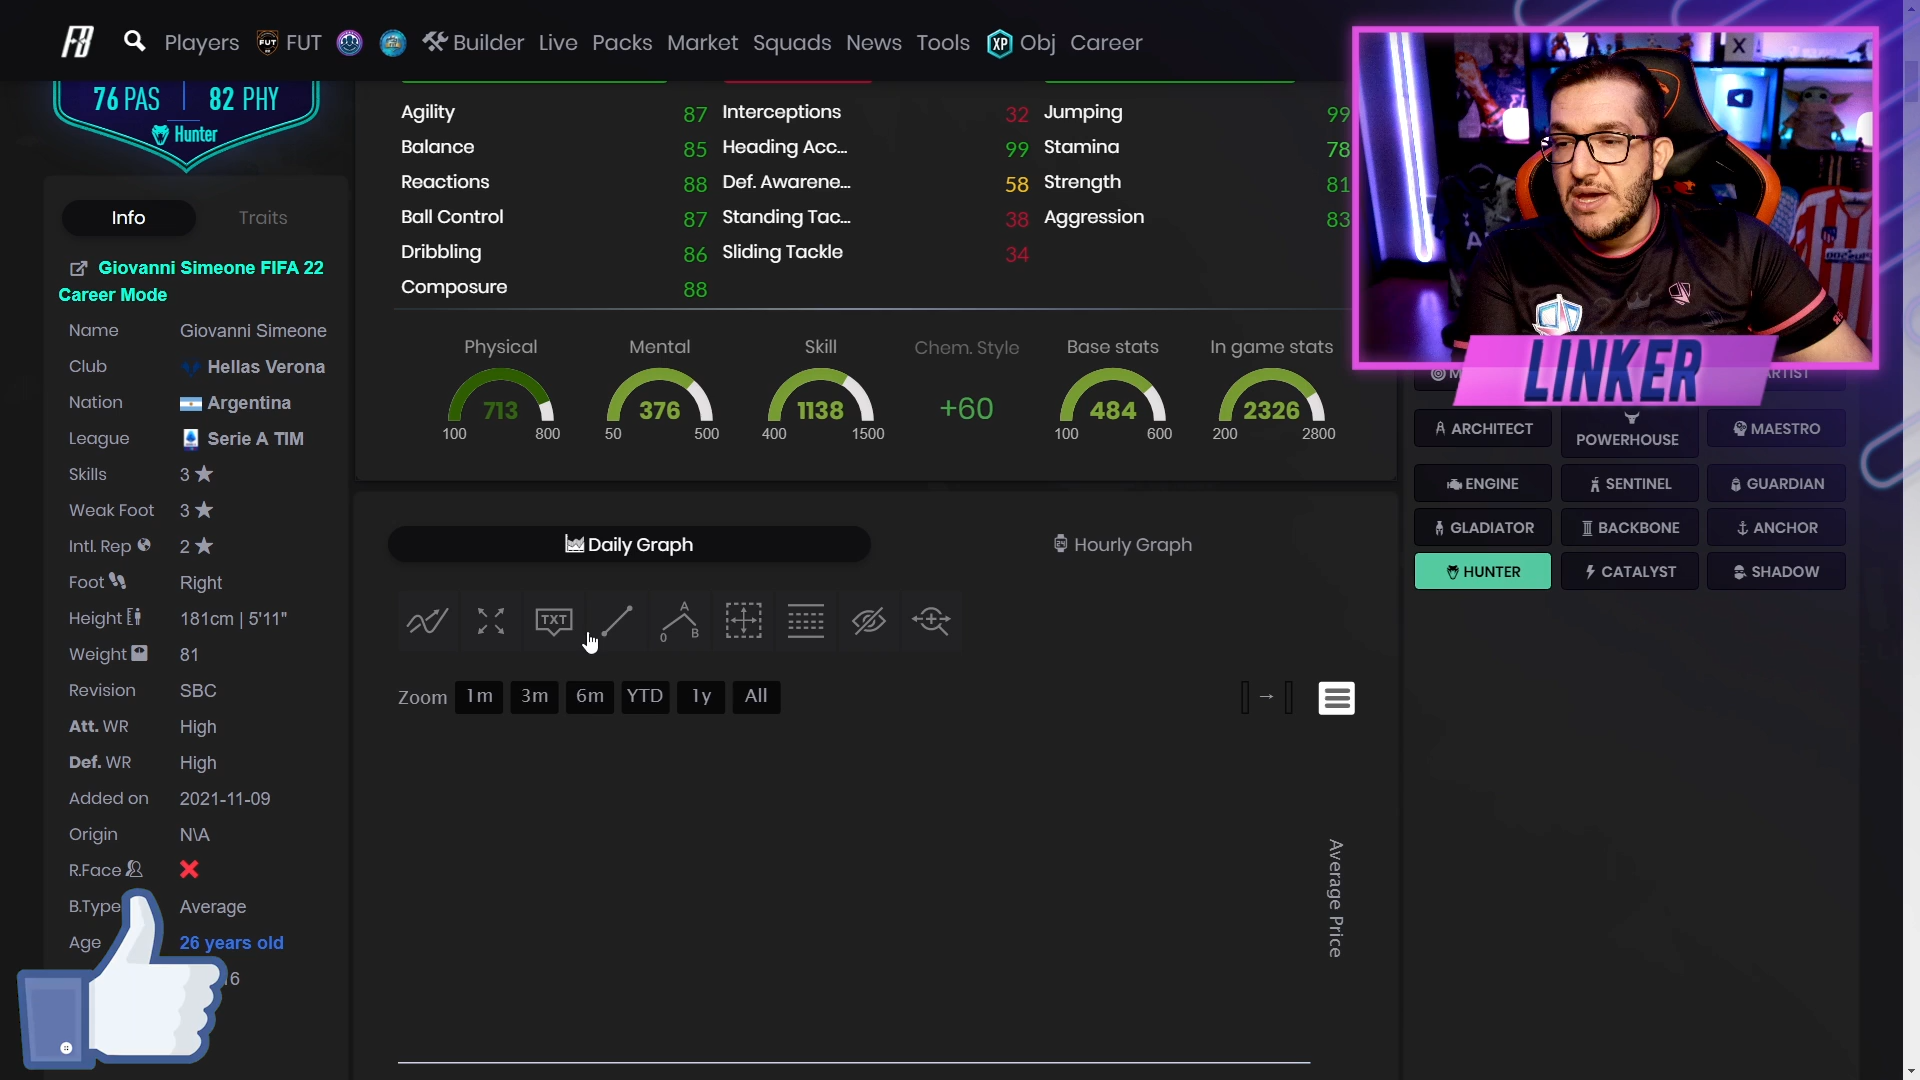 Players FUT Builder Live Packs Market Squads News Tools XP Obj Career
X
76 PAS 82 PHY
Hunter
Info Traits
Giovanni Simeone FIFA 22
Career Mode
Name Giovanni Simeone
Club Hellas Verona
Nation Argentina
League Serie A TIM
Skills 3
Weak Foot 3
Intl. Rep 2
Foot Right
Height 181cm | 5'11"
Weight 81
Revision SBC
Att. WR High
Def. WR High
Added on 2021-11-09
Origin N\A
R.Face
B.Type Average
Age 26 years old
Agility 87 Interceptions 32 Jumping 99
Balance 85 Heading Acc... 99 Stamina 78
Reactions 88 Def. Awarene... 58 Strength 81
Ball Control 87 Standing Tac... 38 Aggression 83
Dribbling 86 Sliding Tackle 34
Composure 88
Physical Mental Skill Chem. Style Base stats In game stats
713 376 1138 +60 484 2326
100 800 50 500 400 1500 100 600 200 2800
Daily Graph Hourly Graph
TXT A 0 B
Zoom 1m 3m 6m YTD 1y All →
Average Price
LINKER
ARCHITECT POWERHOUSE MAESTRO
ENGINE SENTINEL GUARDIAN
GLADIATOR BACKBONE ANCHOR
HUNTER CATALYST SHADOW